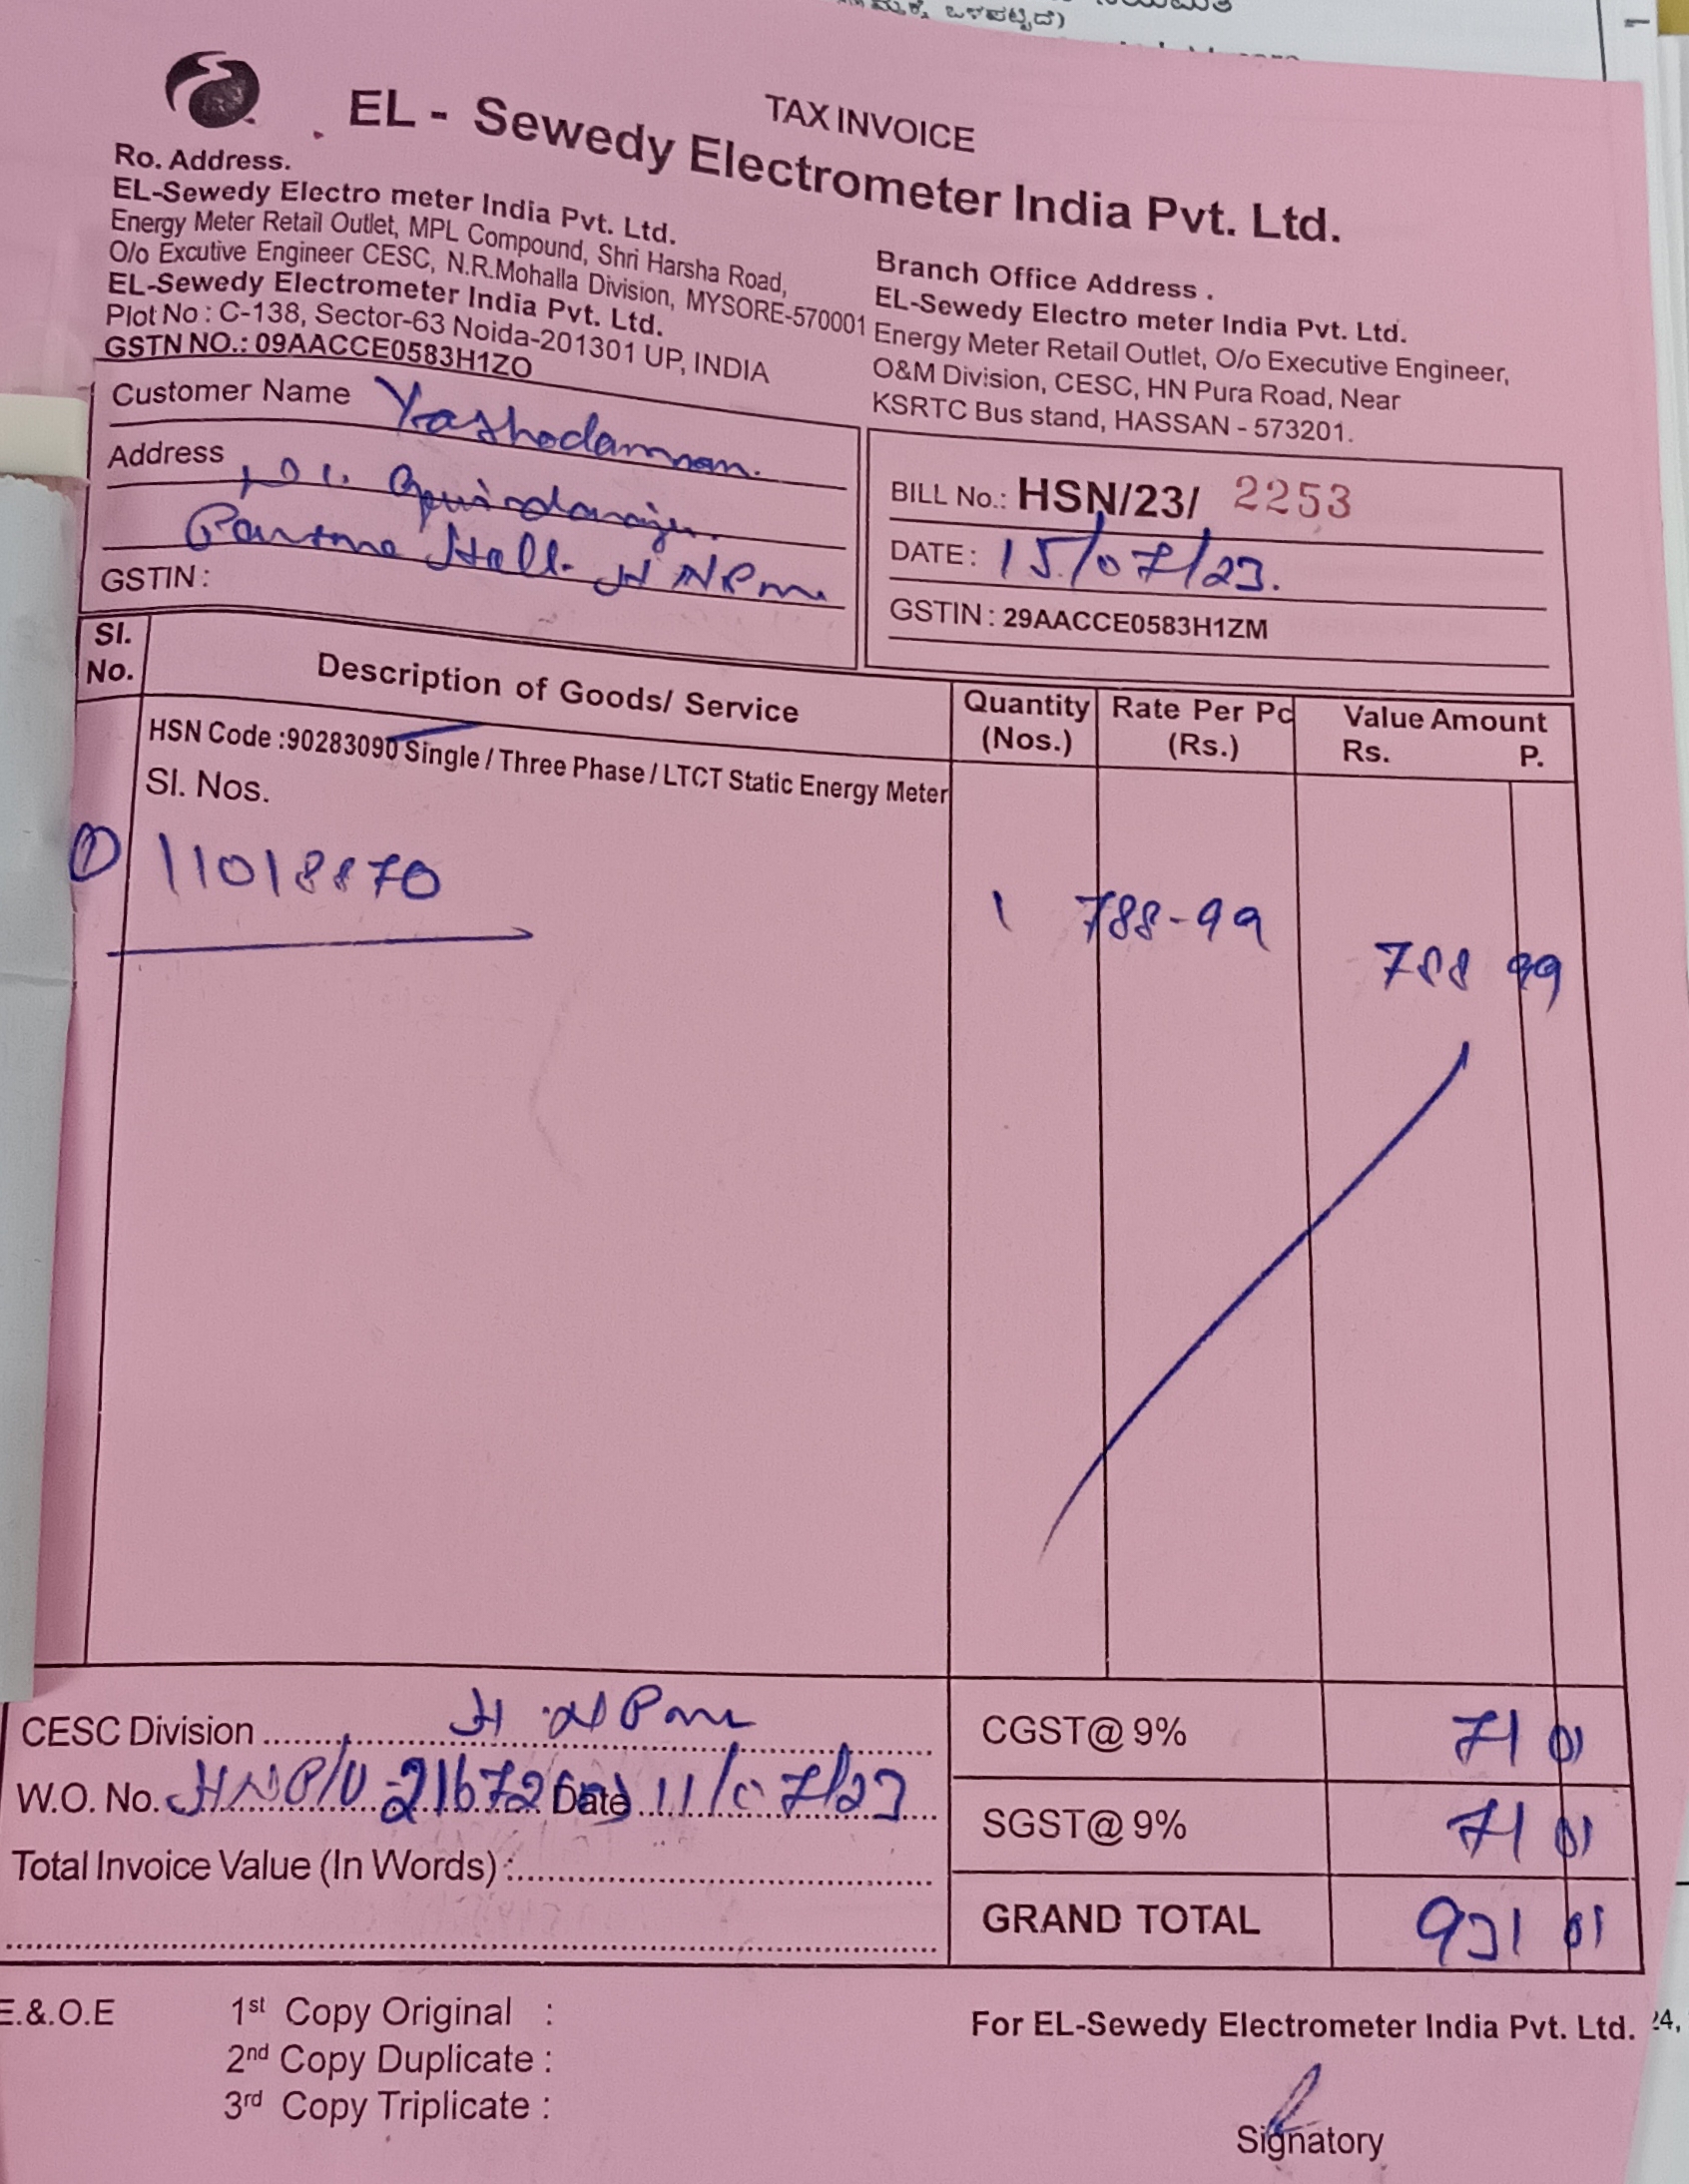 TAX INVOICE
EL - Sewedy Electrometer India Pvt. Ltd.
Ro. Address.
EL-Sewedy Electro meter India Pvt. Ltd.
Energy Meter Retail Outlet, MPL Compound, Shri Harsha Road,
O/o Excutive Engineer CESC, N.R.Mohalla Division, MYSORE-570001
EL-Sewedy Electrometer India Pvt. Ltd.
Plot No : C-138, Sector-63 Noida-201301 UP, INDIA
GSTN NO.: 09AACCE0583H1ZO
Branch Office Address .
EL-Sewedy Electro meter India Pvt. Ltd.
Energy Meter Retail Outlet, O/o Executive Engineer,
O&M Division, CESC, HN Pura Road, Near
KSRTC Bus stand, HASSAN - 573201.
Customer Name Yashodamman.
Address
Hall.
GSTIN :
BILL No.: HSN/23/ 2253
DATE : 15/07/23.
GSTIN : 29AACCE0583H1ZM
Sl. No. Description of Goods/ Service Quantity (Nos.) Rate Per Pc (Rs.) Value Amount Rs. P.
HSN Code :90283090 Single / Three Phase / LTCT Static Energy Meter
Sl. Nos.
① 11018870 1 788-99 788 99
CESC Division
CGST@ 9% 71 01
W.O. No. Date 11/07/23
SGST@ 9% 71 01
Total Invoice Value (In Words) :
GRAND TOTAL 931 01
E.&.O.E
1st Copy Original :
2nd Copy Duplicate :
3rd Copy Triplicate :
For EL-Sewedy Electrometer India Pvt. Ltd.
Signatory
24,